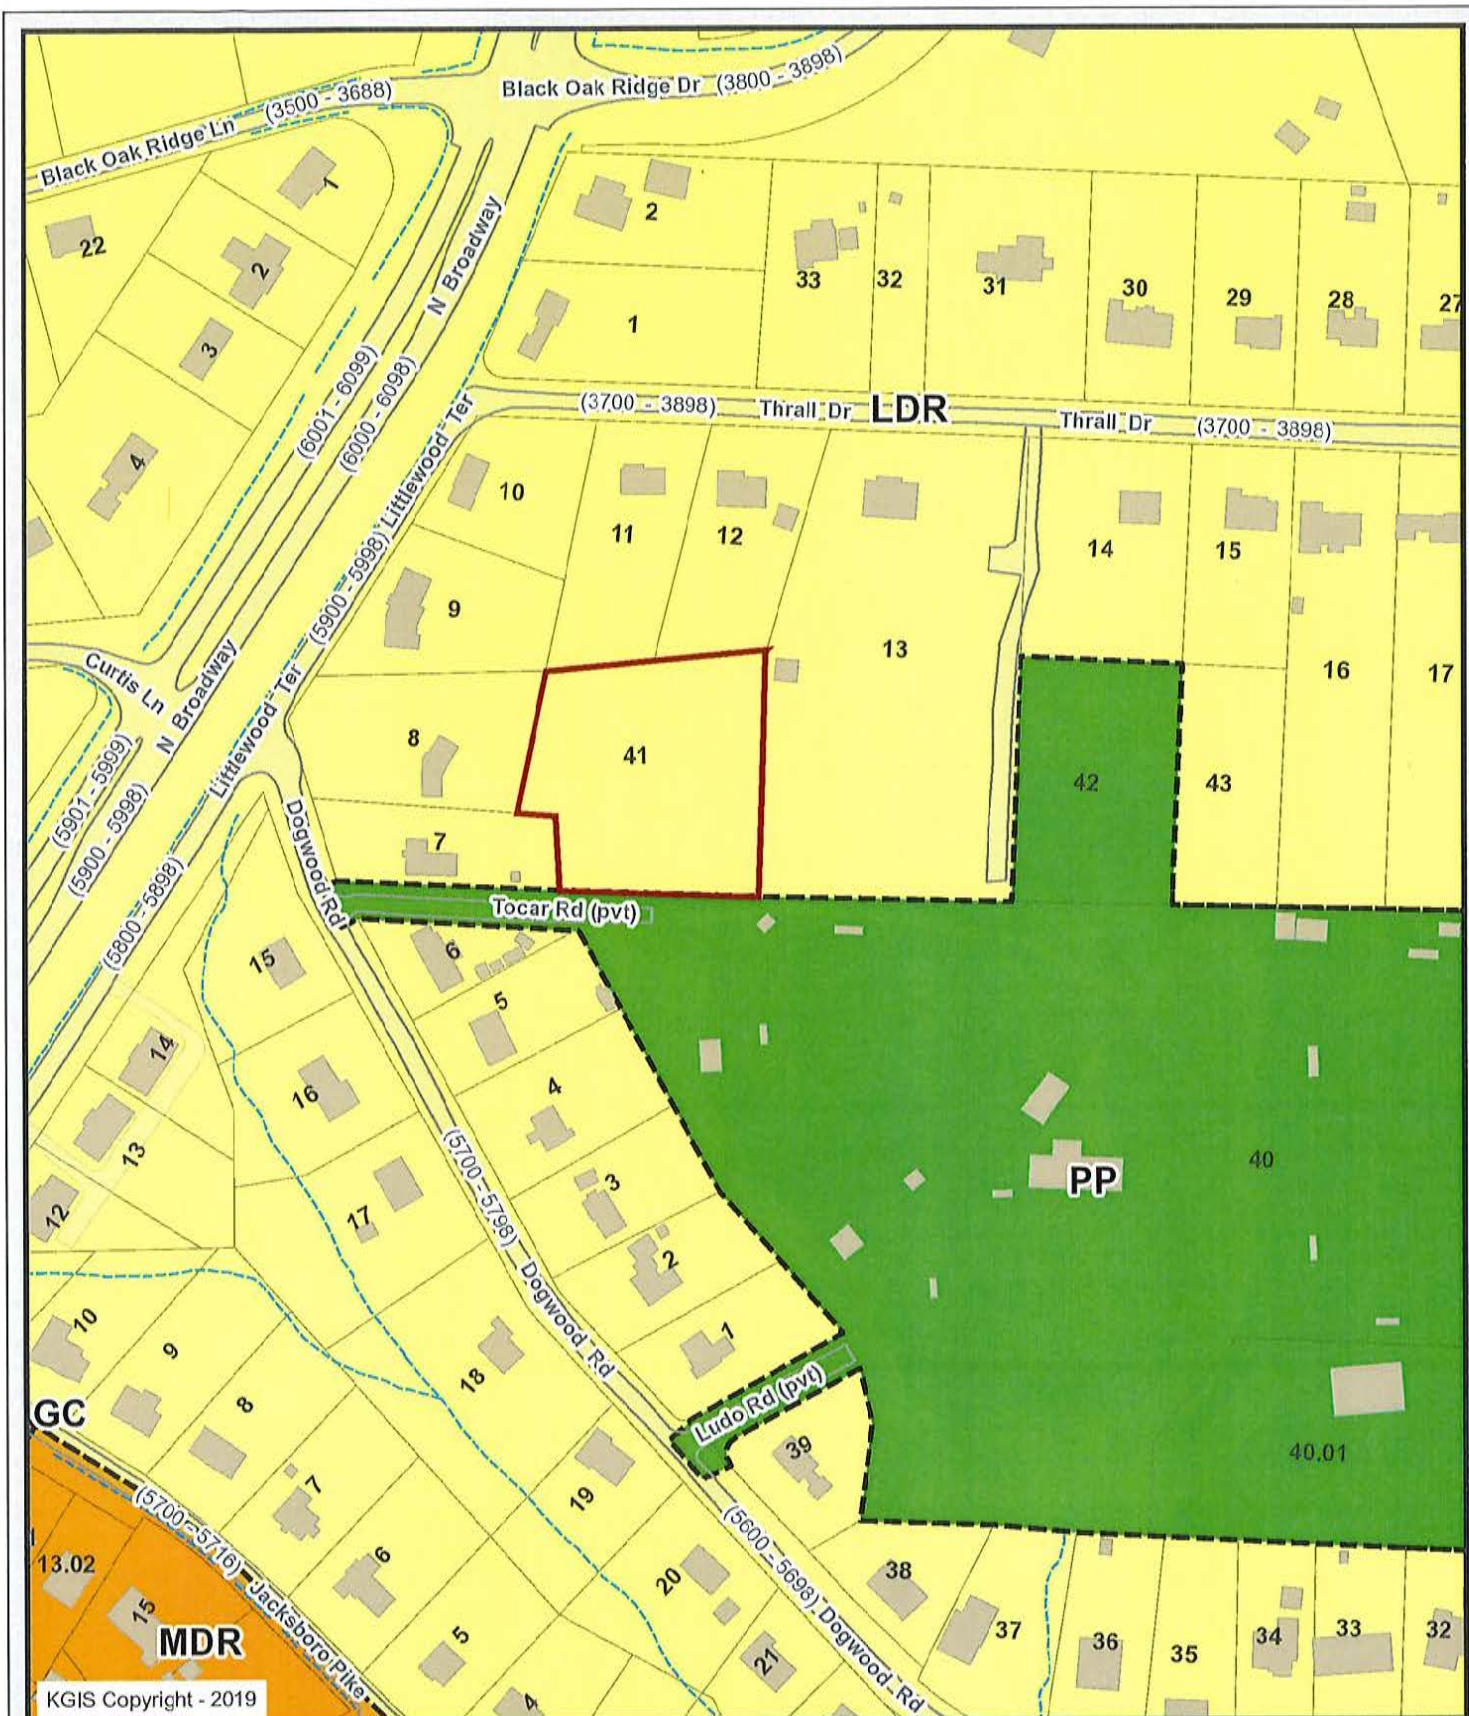 Black Oak Ridge Dr (3800 - 3898)
Black Oak Ridge Ln (3500 - 3688)
1
22
2
2
N Broadway
33
32
31
30
29
28
27
1
3
(6001 - 6099)
(6000 - 6098)
(3700 - 3898) Thrall Dr LDR
Thrall Dr (3700 - 3898)
4
(5900 - 5998) Littlewood Ter
10
11
12
14
15
9
13
16
17
Curtis Ln
N Broadway
Littlewood Ter
8
41
42
43
(5901 - 5999)
(5900 - 5998)
(5800 - 5898)
Dogwood Rd
7
Tocar Rd (pvt)
15
6
5
14
16
4
13
(5700 - 5798) Dogwood Rd
40
PP
12
17
3
2
10
9
1
18
Ludo Rd (pvt)
GC
8
39
40.01
7
19
(5700 - 5716) Jacksboro Pike
(5600 - 5698) Dogwood Rd
13.02
6
20
38
15
MDR
5
21
37
36
35
34
33
32
4
KGIS Copyright - 2019